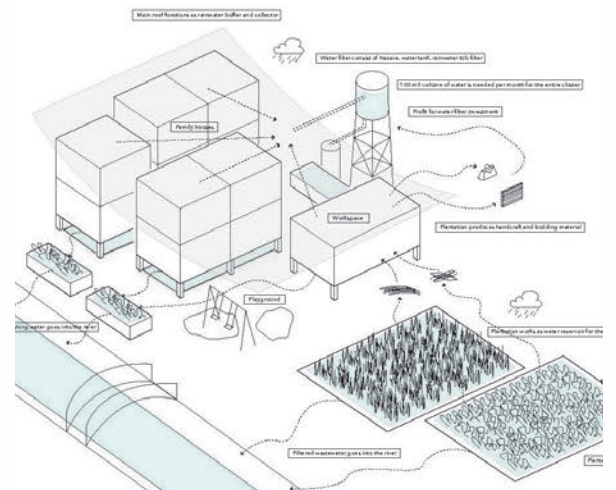 Main roof functions as rainwater buffer and collector
Water filter consist of Nazava, watertank, rainwater tub filter
100 m3 volume of water is needed per month for the entire cluster
Family houses
Profit for water filter investment
Workspace
Plantation produces handcraft and building material
Playground
water goes into the river
Plantation works as water reservoir for the
Filtered wastewater goes into the river